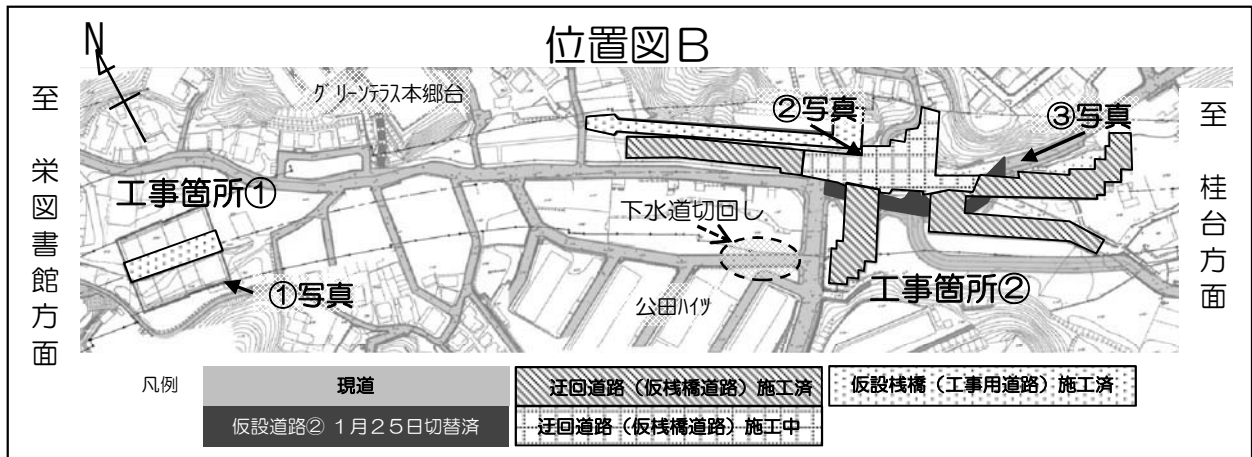 位置図B
N
至 栄図書館方面
至 桂台方面
グリーンテラス本郷台
②写真
③写真
工事箇所①
下水道切回し
①写真
工事箇所②
公田ハイツ
凡例
現道
迂回道路（仮桟橋道路）施工済
仮設桟橋（工事用道路）施工済
仮設道路② 1月25日切替済
迂回道路（仮桟橋道路）施工中